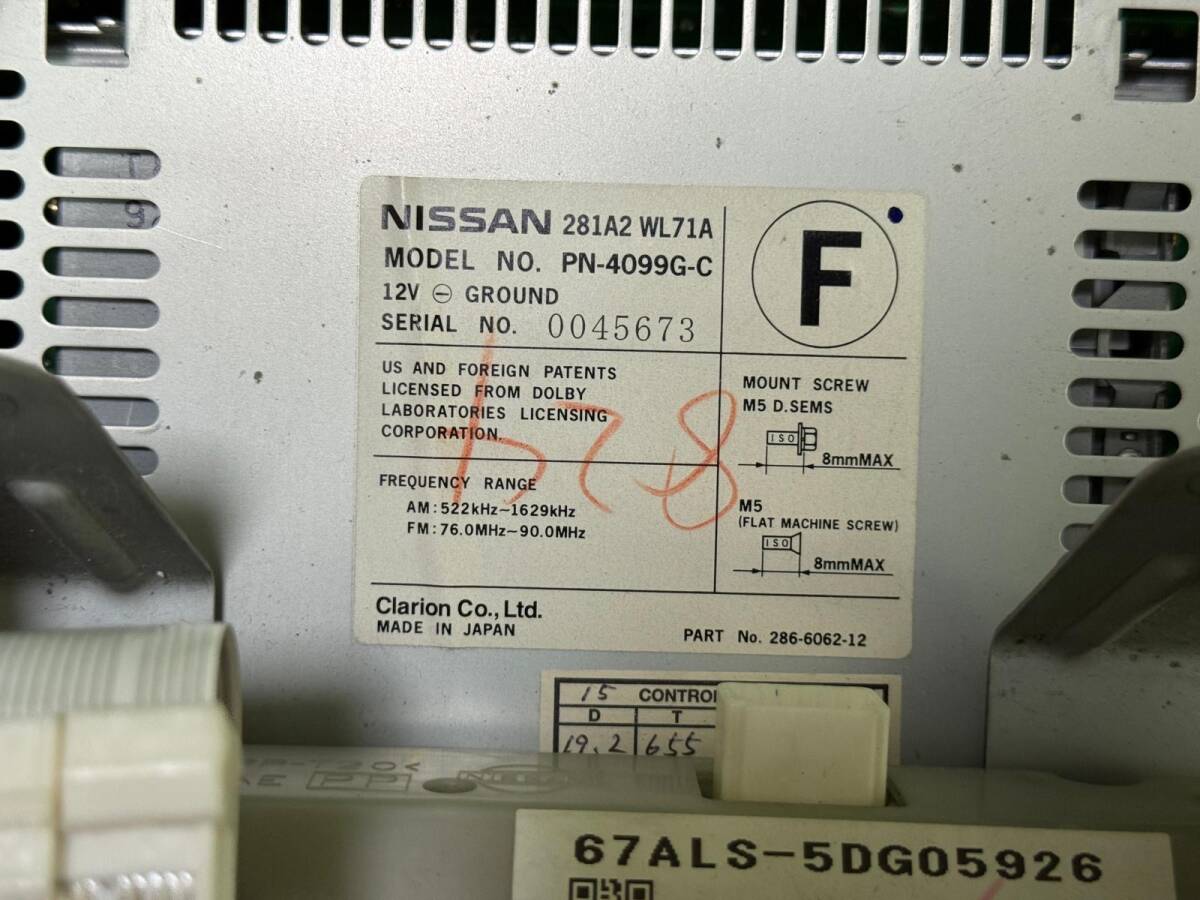 NISSAN 281A2 WL71A
MODEL NO. PN-4099G-C
12V ⊖ GROUND
SERIAL NO. 0045673
F
US AND FOREIGN PATENTS
LICENSED FROM DOLBY
LABORATORIES LICENSING
CORPORATION.
FREQUENCY RANGE
AM:522kHz~1629kHz
FM:76.0MHz~90.0MHz
824
MOUNT SCREW
M5 D.SEMS
ISO
8mmMAX
M5
(FLAT MACHINE SCREW)
ISO
8mmMAX
Clarion Co., Ltd.
MADE IN JAPAN
PART No. 286-6062-12
15
D T
19.2 655
67ALS-5DG05926